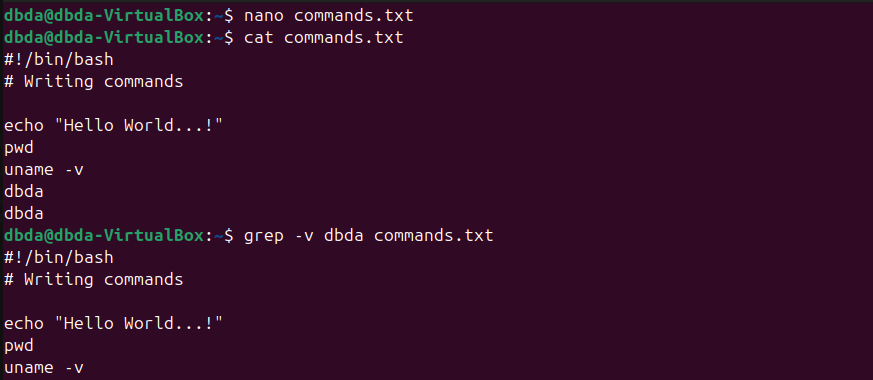 dbda@dbda-VirtualBox:~$ nano commands.txt
dbda@dbda-VirtualBox:~$ cat commands.txt
#!/bin/bash
# Writing commands

echo "Hello World...!"
pwd
uname -v
dbda
dbda
dbda@dbda-VirtualBox:~$ grep -v dbda commands.txt
#!/bin/bash
# Writing commands

echo "Hello World...!"
pwd
uname -v